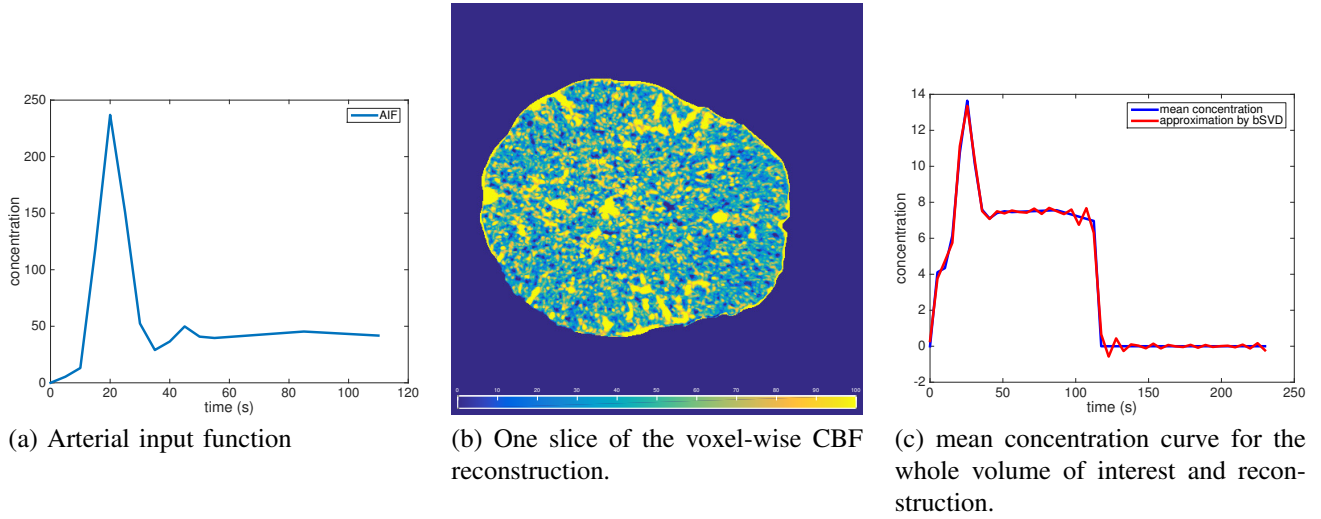 250
200
150
100
50
0
concentration
AIF
0 20 40 60 80 100 120
time (s)
(a) Arterial input function
0 10 20 30 40 50 60 70 80 90 100
(b) One slice of the voxel-wise CBF
reconstruction.
14
12
10
8
6
4
2
0
-2
concentration
mean concentration
approximation by bSVD
0 50 100 150 200 250
time (s)
(c) mean concentration curve for the
whole volume of interest and recon-
struction.